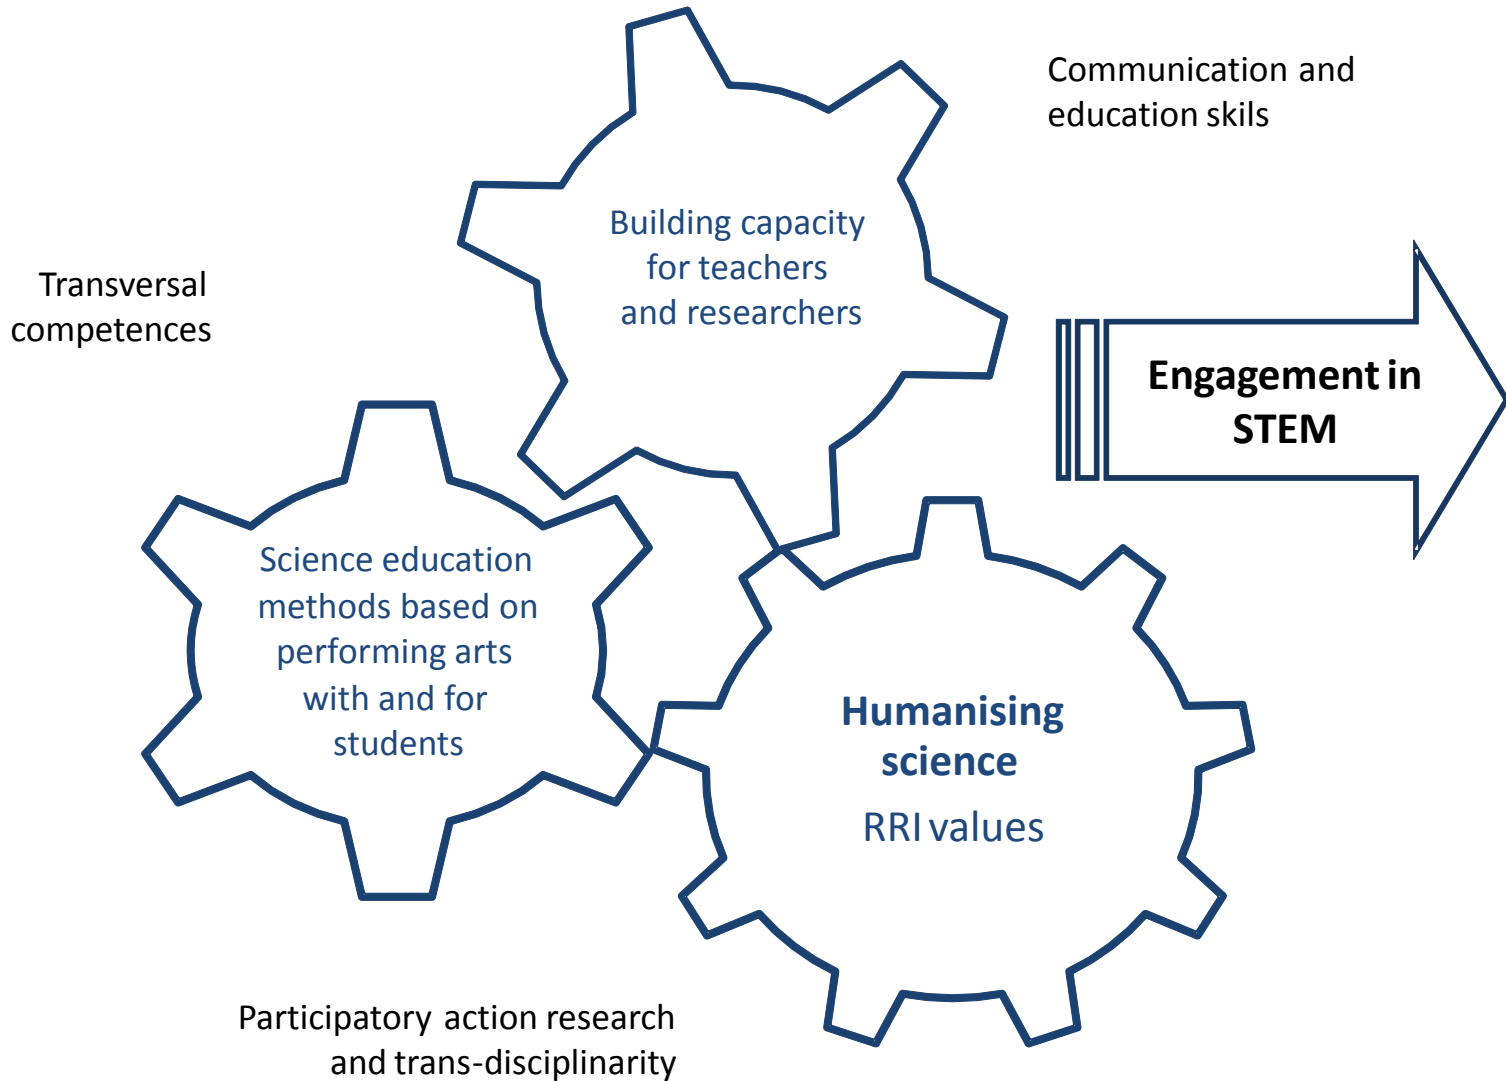 Communication and
education skils
Building capacity
for teachers
and researchers
Transversal
competences
Engagement in
STEM
Science education
methods based on
performing arts
with and for
students
Humanising
science
RRI values
Participatory action research
and trans-disciplinarity